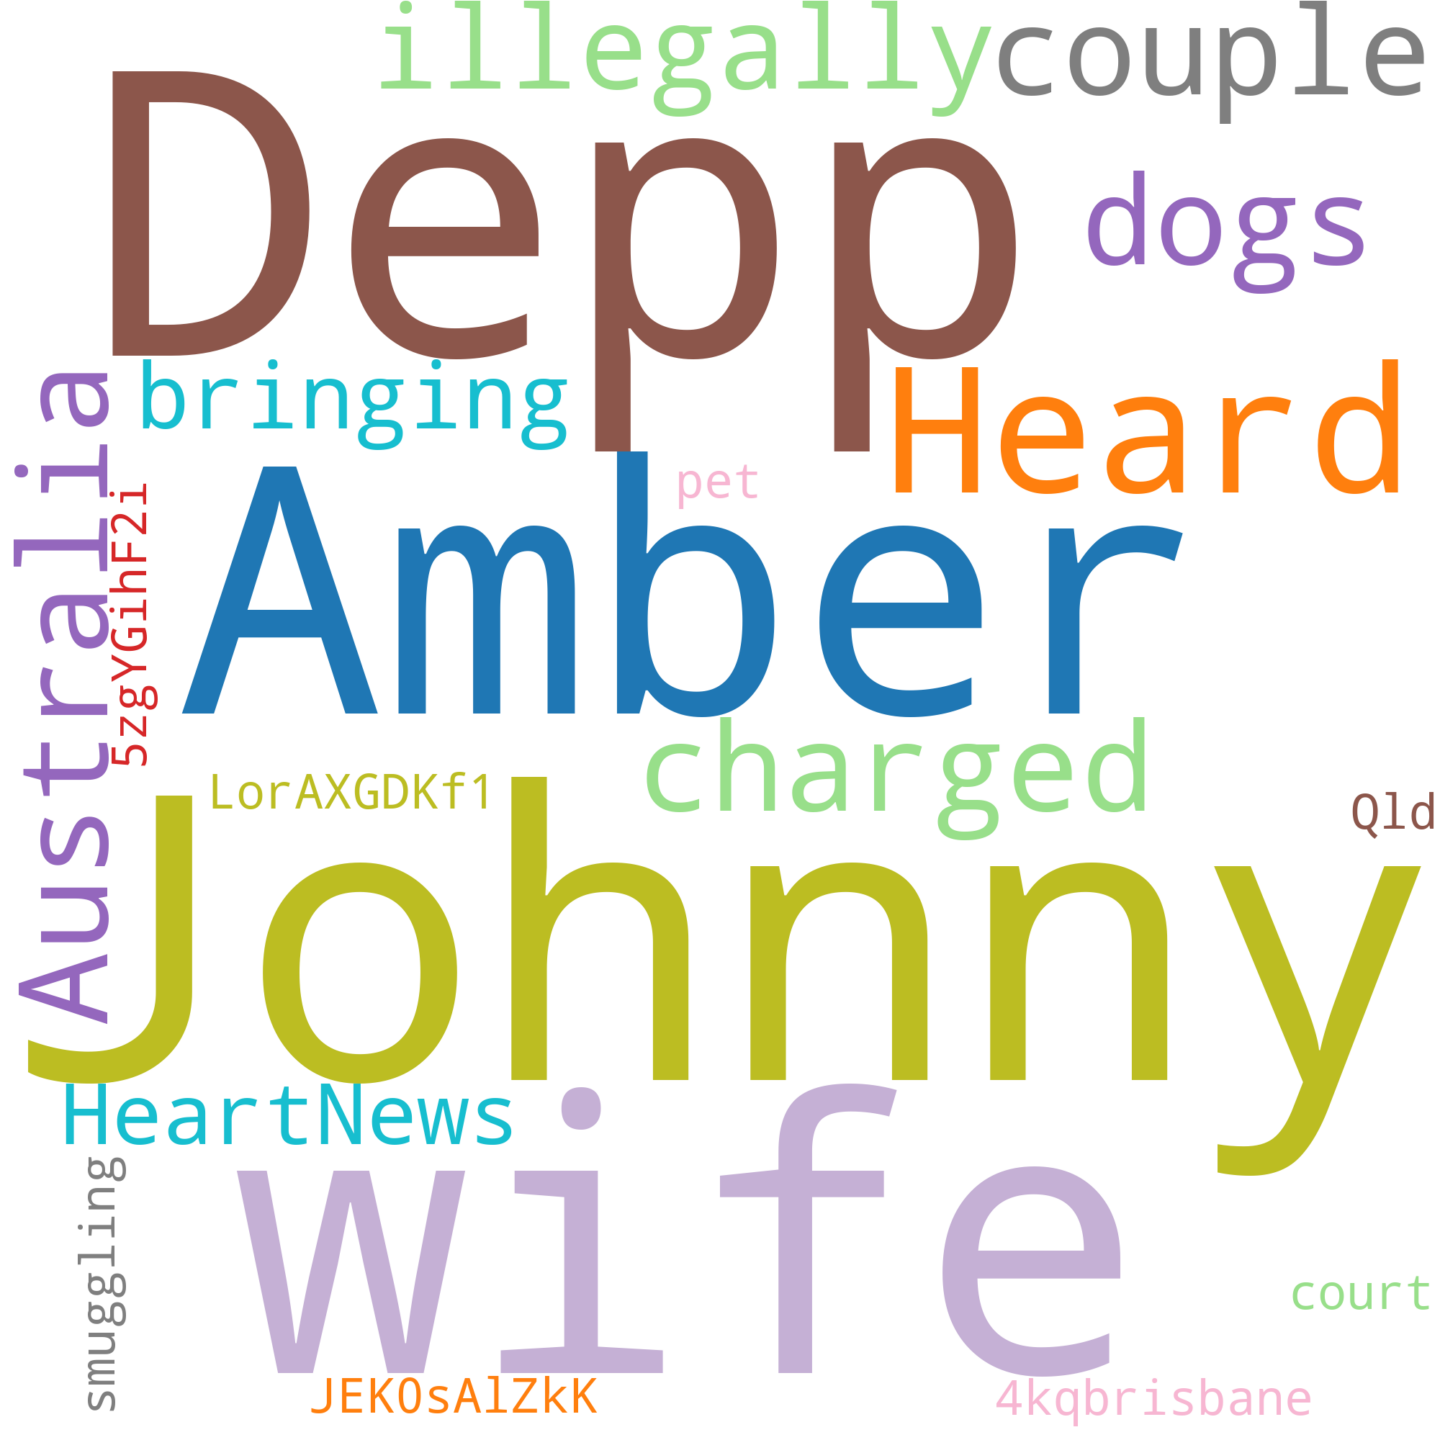 illegally
couple
Depp
dogs
bringing
Heard
Australia
pet
Amber
5zgYGihF2i
charged
LorAXGDKf1
Qld
Johnny
HeartNews
wife
smuggling
court
JEKOsAlZkK
4kqbrisbane